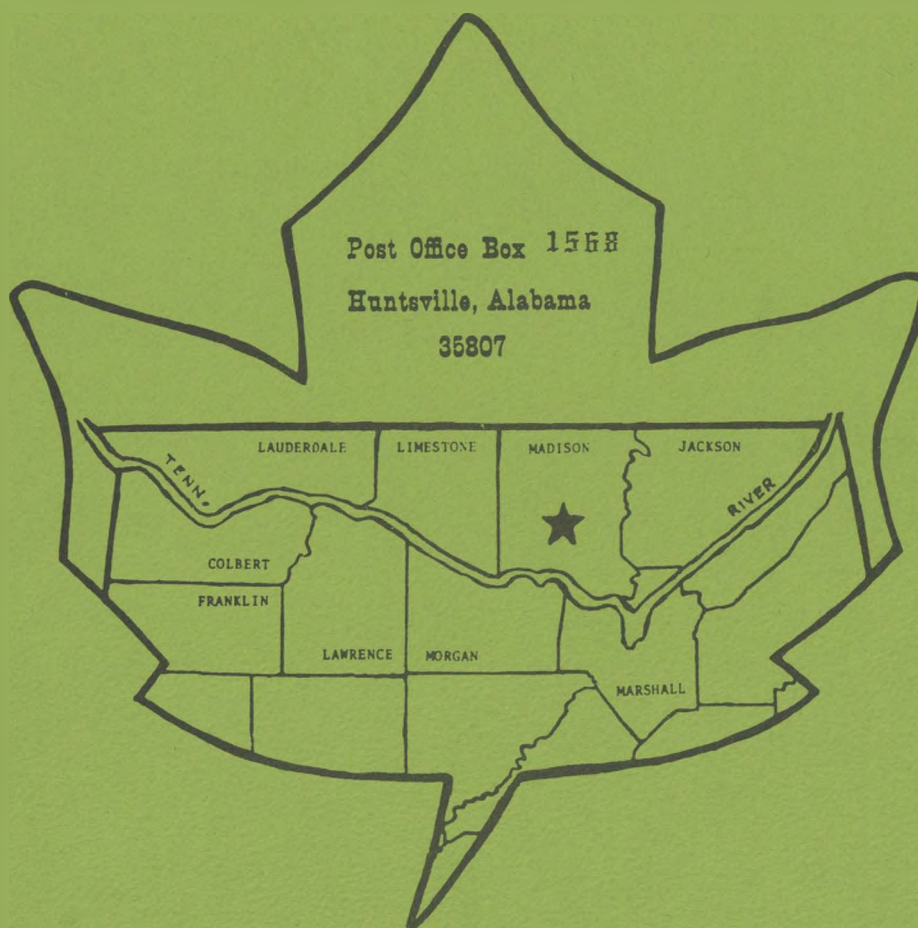 Post Office Box 1568
Huntsville, Alabama
35807
LAUDERDALE
LIMESTONE
MADISON
JACKSON
TENN.
RIVER
COLBERT
FRANKLIN
LAWRENCE
MORGAN
MARSHALL